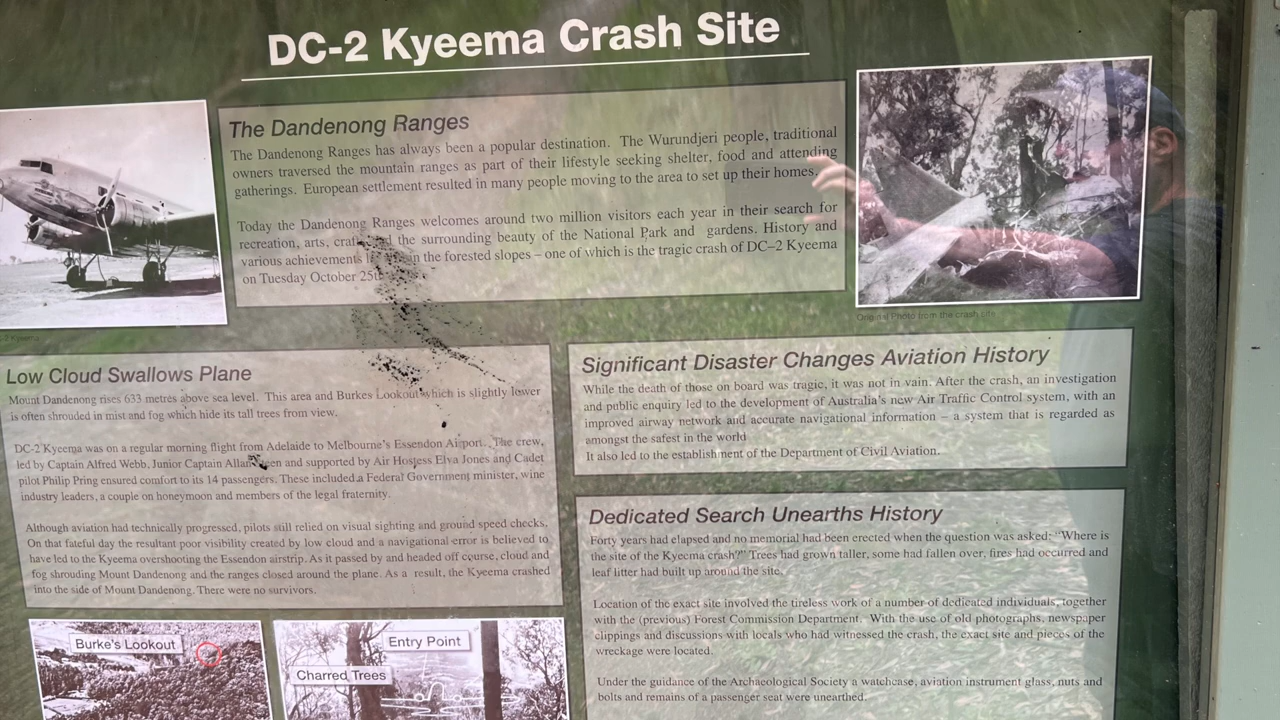 DC-2 Kyeema Crash Site
The Dandenong Ranges
The Dandenong Ranges has always been a popular destination. The Wurundjeri people, traditional
owners traversed the mountain ranges as part of their lifestyle seeking shelter, food and attending
gatherings. European settlement resulted in many people moving to the area to set up their homes.
Today the Dandenong Ranges welcomes around two million visitors each year in their search for
recreation, arts, the surrounding beauty of the National Park and gardens. History and
various achievements in the forested slopes – one of which is the tragic crash of DC–2 Kyeema
on Tuesday October 25th
Original Photo from the crash site
Low Cloud Swallows Plane
Mount Dandenong rises 633 metres above sea level. This area and Burkes Lookout which is slightly lower
is often shrouded in mist and fog which hide its tall trees from view.
DC-2 Kyeema was on a regular morning flight from Adelaide to Melbourne's Essendon Airport. The crew,
led by Captain Alfred Webb, Junior Captain Allan and supported by Air Hostess Elva Jones and Cadet
pilot Philip Pring ensured comfort to its 14 passengers. These included a Federal Government minister, wine
industry leaders, a couple on honeymoon and members of the legal fraternity.
Although aviation had technically progressed, pilots still relied on visual sighting and ground speed checks.
On that fateful day the resultant poor visibility created by low cloud and a navigational error is believed to
have led to the Kyeema overshooting the Essendon airstrip. As it passed by and headed off course, cloud and
fog shrouding Mount Dandenong and the ranges closed around the plane. As a result, the Kyeema crashed
into the side of Mount Dandenong. There were no survivors.
Significant Disaster Changes Aviation History
While the death of those on board was tragic, it was not in vain. After the crash, an investigation
and public enquiry led to the development of Australia's new Air Traffic Control system, with an
improved airway network and accurate navigational information – a system that is regarded as
amongst the safest in the world
It also led to the establishment of the Department of Civil Aviation.
Dedicated Search Unearths History
Forty years had elapsed and no memorial had been erected when the question was asked: "Where is
the site of the Kyeema crash?" Trees had grown taller, some had fallen over, fires had occurred and
leaf litter had built up around the site.
Location of the exact site involved the tireless work of a number of dedicated individuals, together
with the (previous) Forest Commission Department. With the use of old photographs, newspaper
clippings and discussions with locals who had witnessed the crash, the exact site and pieces of the
wreckage were located.
Under the guidance of the Archaeological Society a watchcase, aviation instrument glass, nuts and
bolts and remains of a passenger seat were unearthed.
Burke's Lookout
Entry Point
Charred Trees